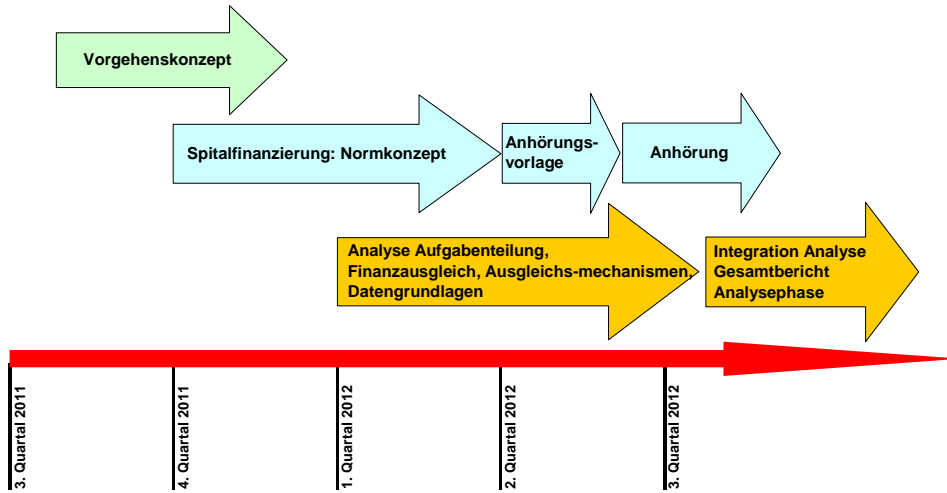 Vorgehenskonzept
Spitalfinanzierung: Normkonzept
Anhörungs-
vorlage
Anhörung
Analyse Aufgabenteilung,
Finanzausgleich, Ausgleichs-mechanismen,
Datengrundlagen
Integration Analyse
Gesamtbericht
Analysephase
3. Quartal 2011
4. Quartal 2011
1. Quartal 2012
2. Quartal 2012
3. Quartal 2012